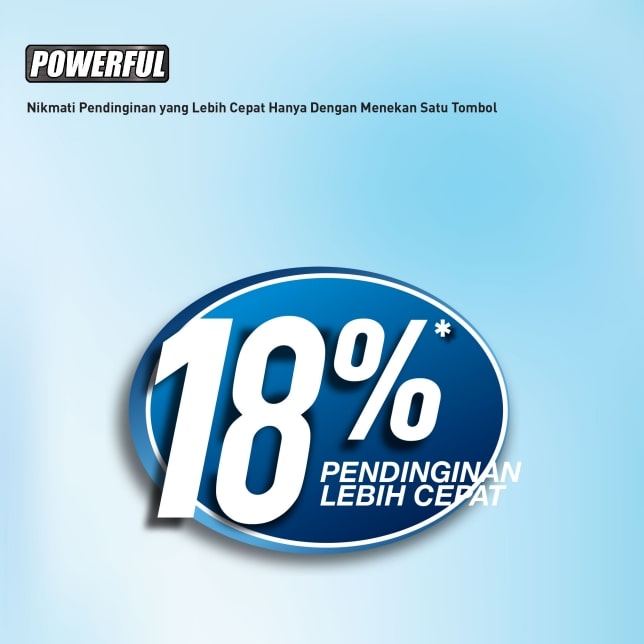 POWERFUL
Nikmati Pendinginan yang Lebih Cepat Hanya Dengan Menekan Satu Tombol
18%*
PENDINGINAN
LEBIH CEPAT